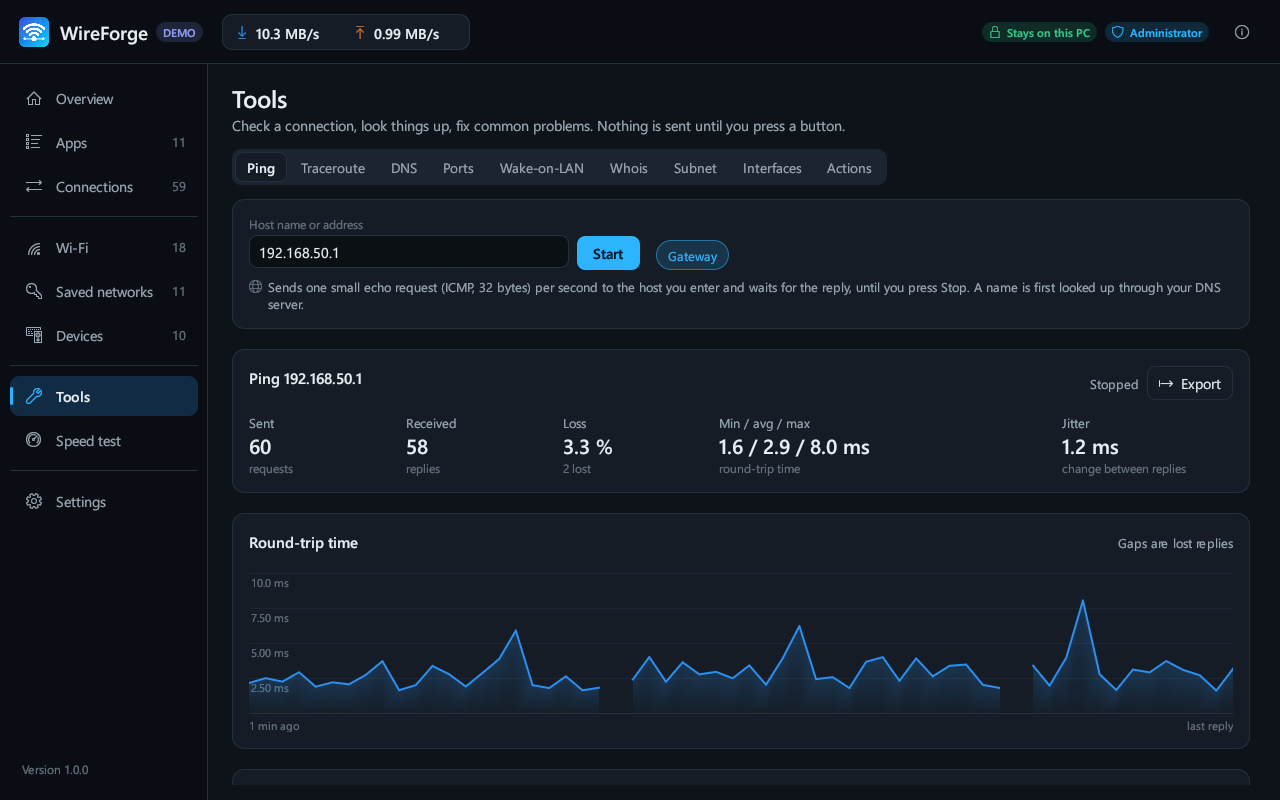 WireForge DEMO
10.3 MB/s 0.99 MB/s
Stays on this PC Administrator
Overview
Apps 11
Connections 59
Wi-Fi 18
Saved networks 11
Devices 10
Tools
Speed test
Settings
Version 1.0.0
Tools
Check a connection, look things up, fix common problems. Nothing is sent until you press a button.
Ping Traceroute DNS Ports Wake-on-LAN Whois Subnet Interfaces Actions
Host name or address
192.168.50.1 Start Gateway
Sends one small echo request (ICMP, 32 bytes) per second to the host you enter and waits for the reply, until you press Stop. A name is first looked up through your DNS
server.
Ping 192.168.50.1
Stopped Export
Sent Received Loss Min / avg / max Jitter
60 58 3.3 % 1.6 / 2.9 / 8.0 ms 1.2 ms
requests replies 2 lost round-trip time change between replies
Round-trip time Gaps are lost replies
10.0 ms
7.50 ms
5.00 ms
2.50 ms
1 min ago last reply